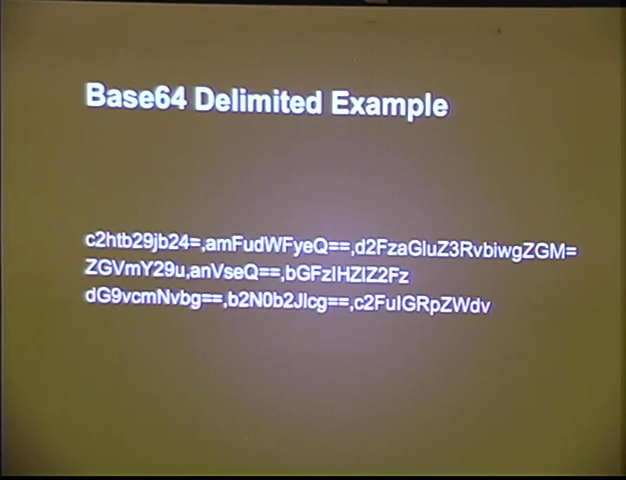 Base64 Delimited Example
c2htb29jb24=,amFudWFyeQ==,d2FzaGluZ3RvbiwgZGM=
ZGVmY29u,anVseQ==,bGFzIHZlZ2Fz
dG9vcmNvbg==,b2N0b2Jlcg==,c2FuIGRpZWdv